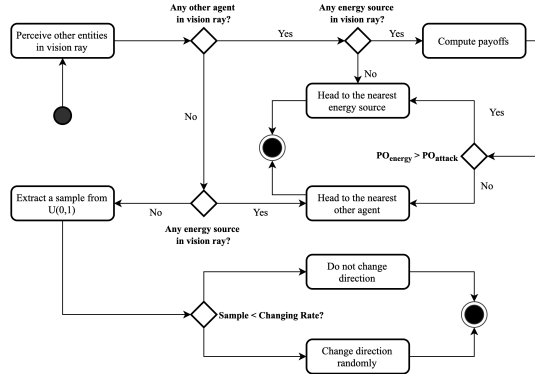 Any other agent
in vision ray?
Any energy source
in vision ray?
Perceive other entities
in vision ray
Yes
Yes
Compute payoffs
No
Head to the nearest
energy source
Yes
No
POenergy > POattack
No
Extract a sample from
U(0,1)
No
Yes
Head to the nearest
other agent
Any energy source
in vision ray?
Do not change
direction
Sample < Changing Rate?
Change direction
randomly